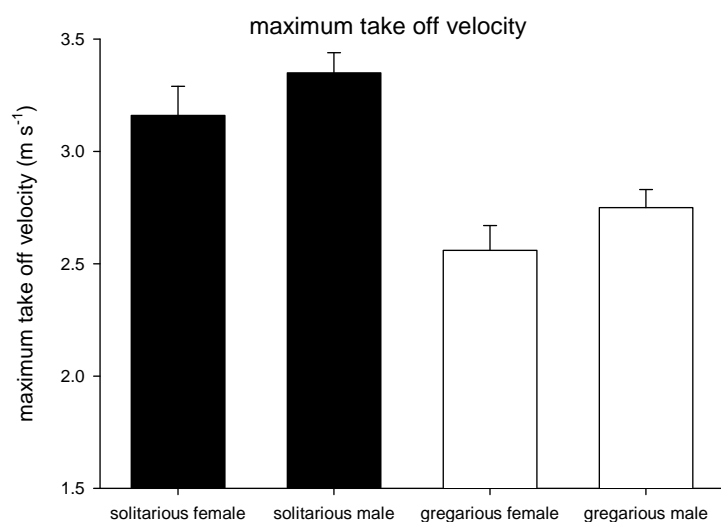 maximum take off velocity
maximum take off velocity (m s⁻¹)
3.5
3.0
2.5
2.0
1.5
solitarious female
solitarious male
gregarious female
gregarious male